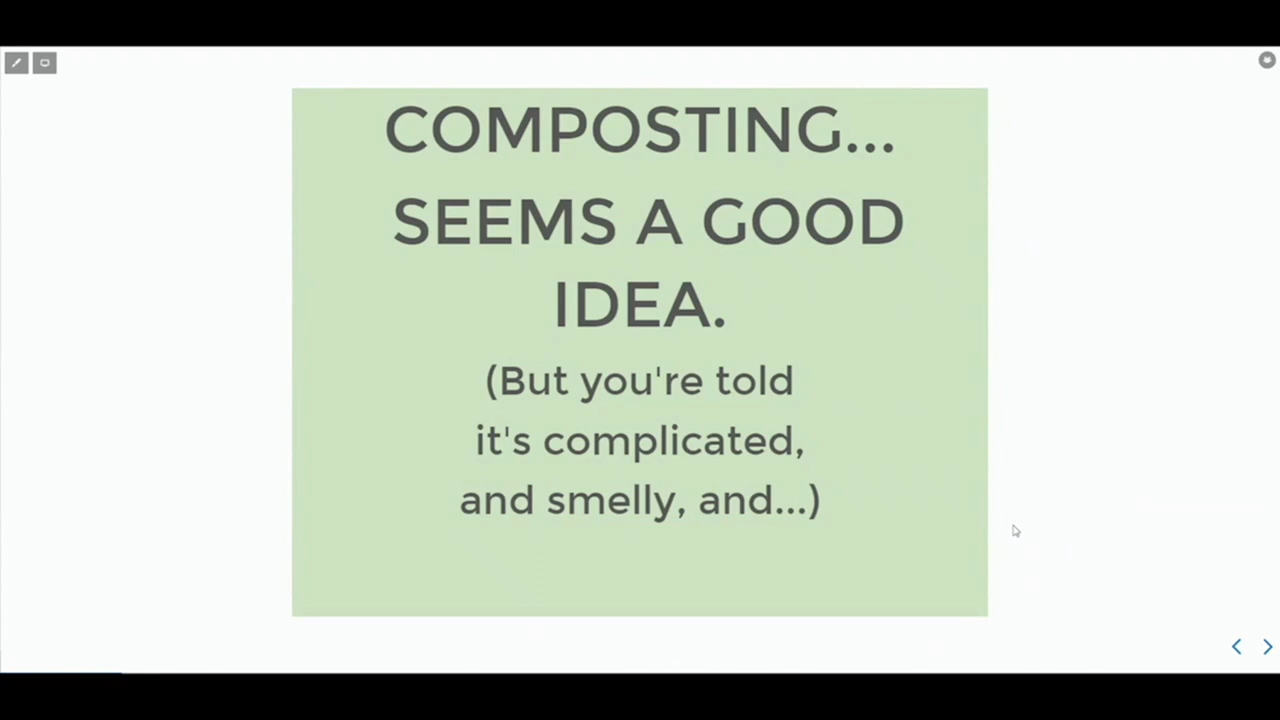 COMPOSTING...
SEEMS A GOOD
IDEA.
(But you're told
it's complicated,
and smelly, and...)